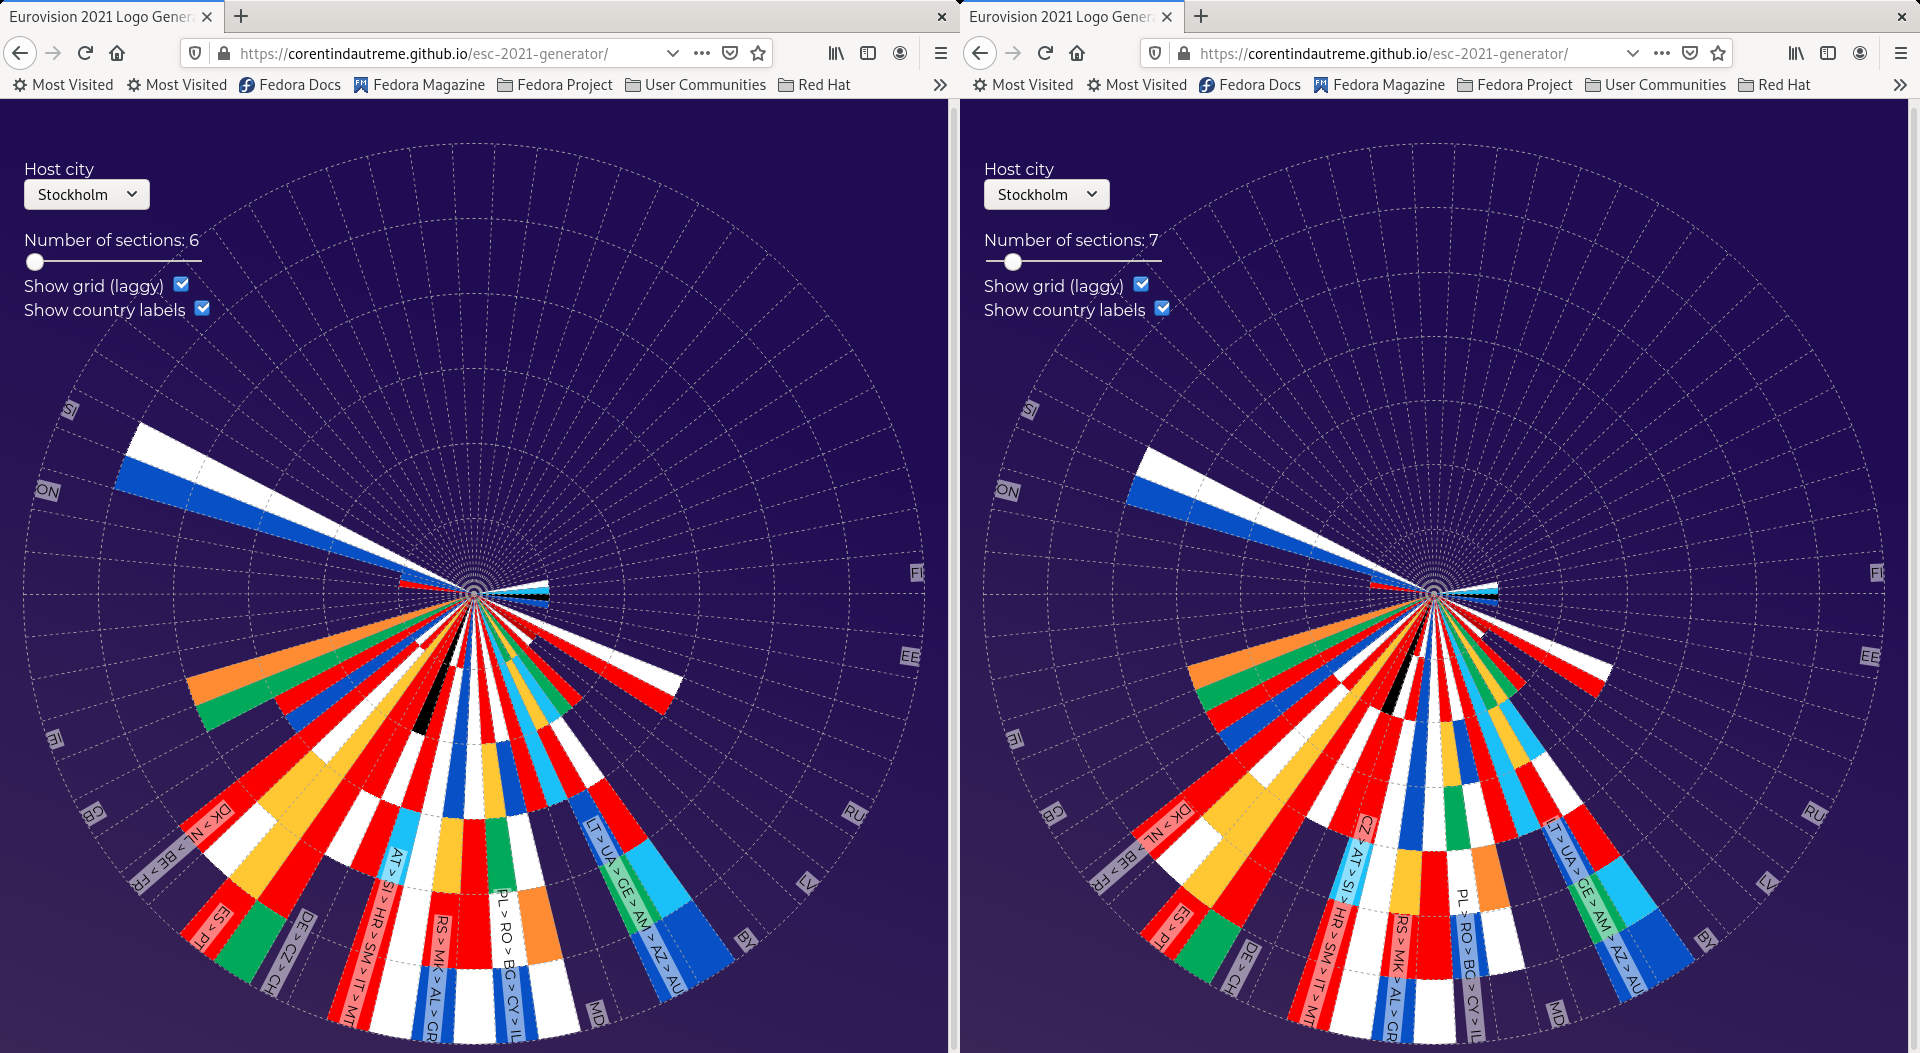 Eurovision 2021 Logo Gener
https://corentindautreme.github.io/esc-2021-generator/
Most Visited
Most Visited
Fedora Docs
Fedora Magazine
Fedora Project
User Communities
Red Hat
Host city
Stockholm
Number of sections: 6
Show grid (laggy)
Show country labels
SI
ON
FI
EE
IE
GB
RU
DK > NL > BE > FR
LV
ES > PT
DE > CZ > CH
AT > SI > HR > SM > IT > MT
RS > MK > AL > GR
PL > RO > BG > CY > IL
LT > UA > GE > AM > AZ > AU
BY
MD
Eurovision 2021 Logo Gener
https://corentindautreme.github.io/esc-2021-generator/
Most Visited
Most Visited
Fedora Docs
Fedora Magazine
Fedora Project
User Communities
Red Hat
Host city
Stockholm
Number of sections: 7
Show grid (laggy)
Show country labels
SI
ON
FI
EE
IE
GB
RU
DK > NL > BE > FR
LV
ES > PT
DE > CH
CZ > AT > SI > HR > SM > IT > MT
RS > MK > AL > GR
PL > RO > BG > CY > IL
LT > UA > GE > AM > AZ > AU
BY
MD